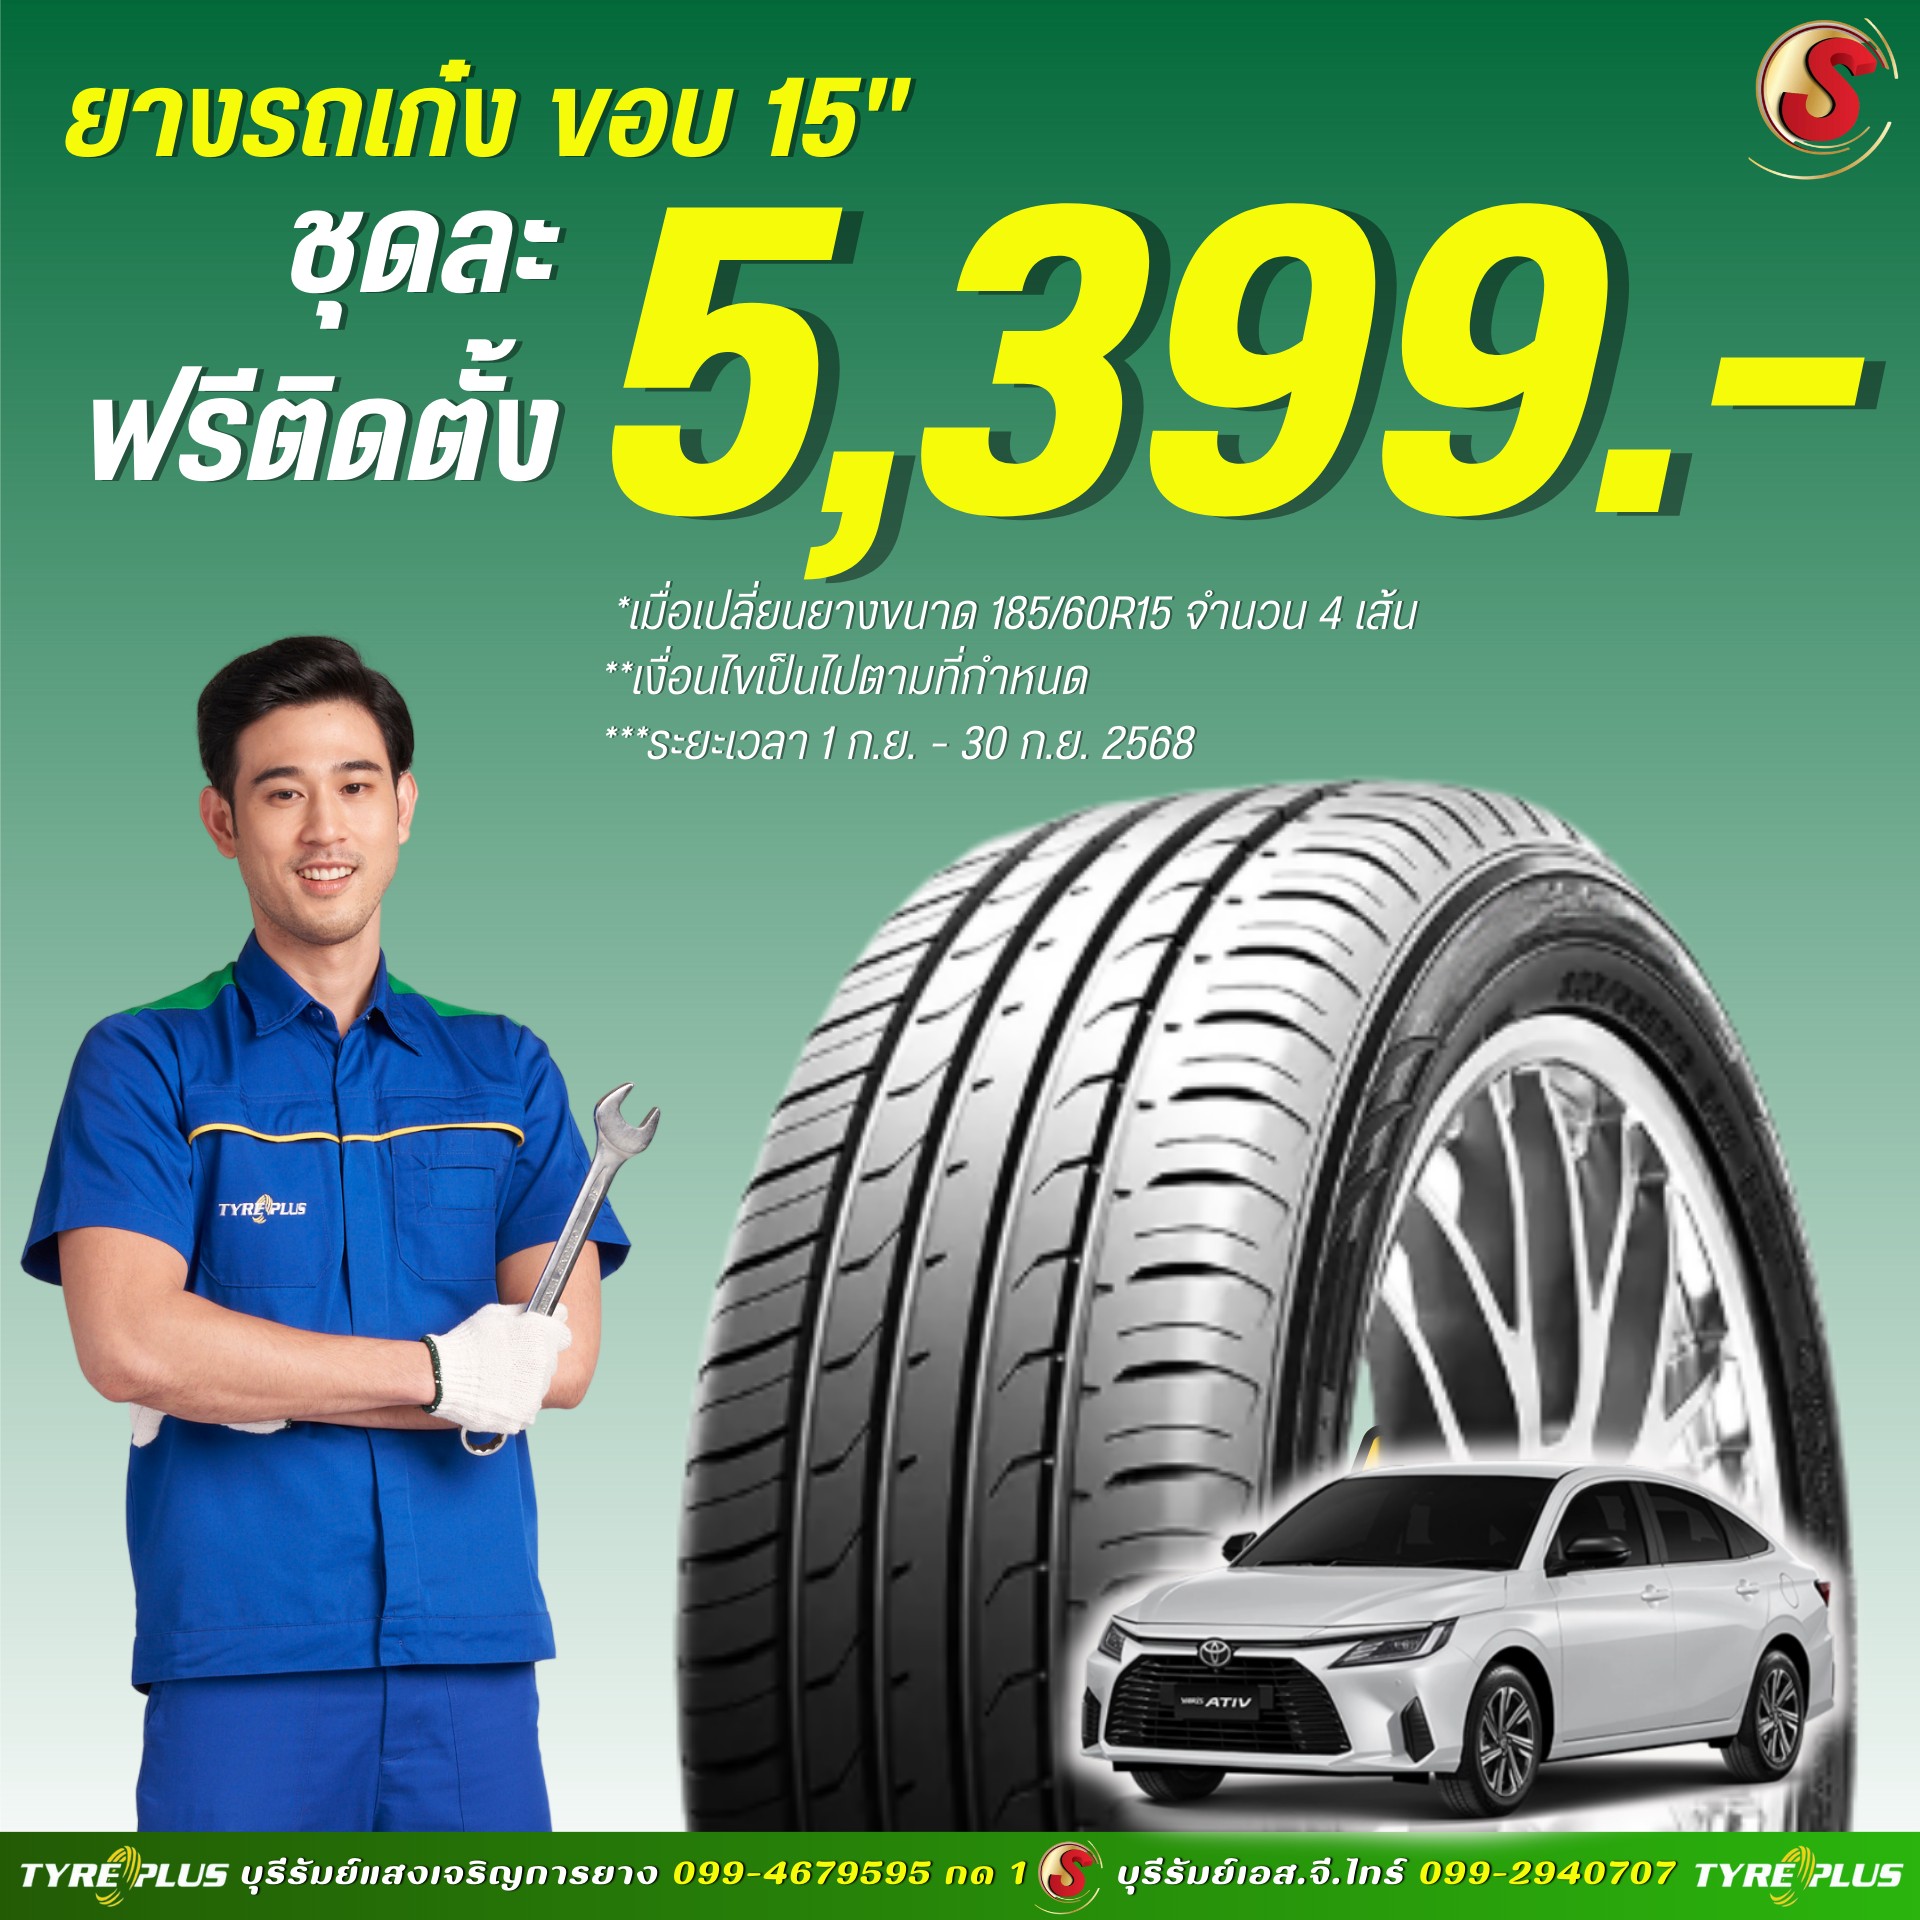 ยางรถเก๋ง ขอบ 15"
ชุดละ
ฟรีติดตั้ง
5,399.-
*เมื่อเปลี่ยนยางขนาด 185/60R15 จำนวน 4 เส้น
**เงื่อนไขเป็นไปตามที่กำหนด
***ระยะเวลา 1 ก.ย. - 30 ก.ย. 2568
S
TYREPLUS
YARIS ATIV
TYREPLUS บุรีรัมย์แสงเจริญการยาง 099-4679595 กด 1 S บุรีรัมย์เอส.จี.ไทร์ 099-2940707 TYREPLUS